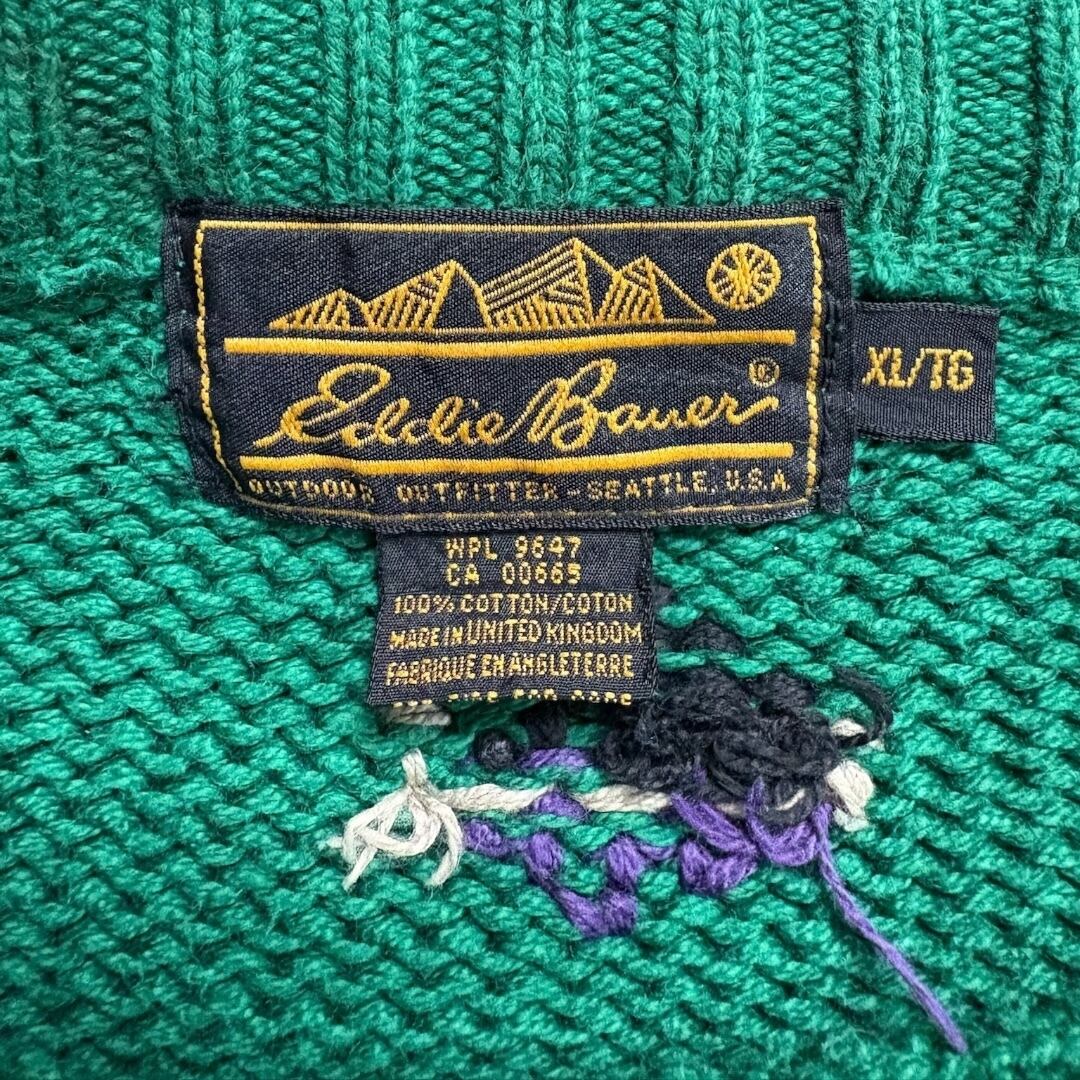 Eddie Bauer ®
OUTDOOR OUTFITTER - SEATTLE, U.S.A
XL/TG
WPL 9647
CA 00665
100% COTTON/COTON
MADE IN UNITED KINGDOM
FABRIQUE EN ANGLETERRE